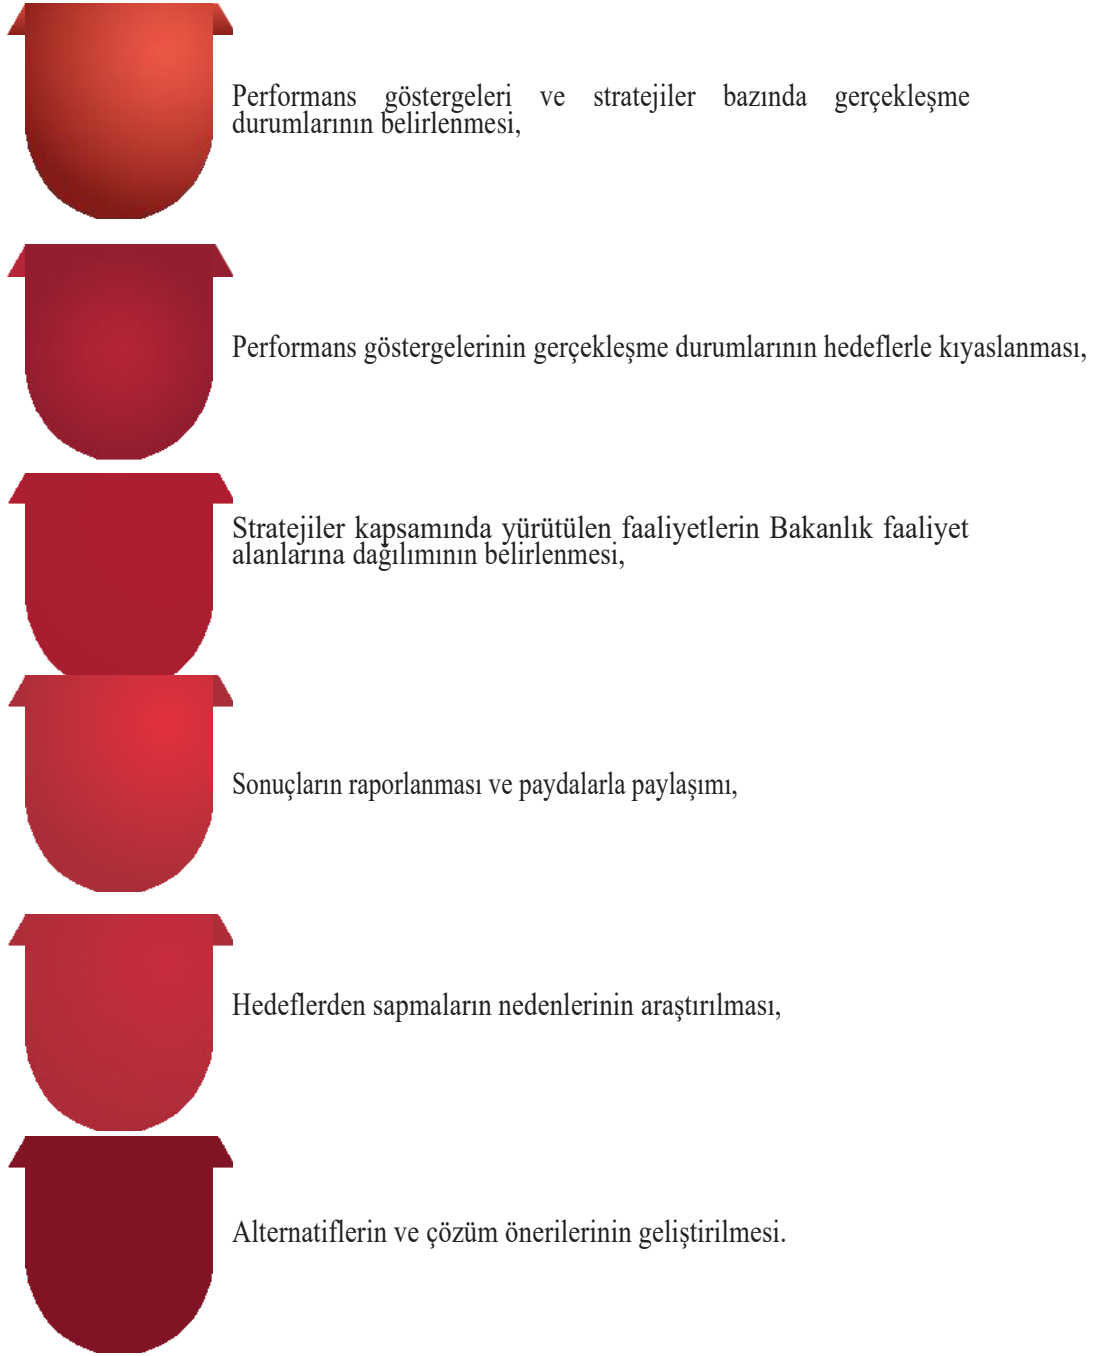 Performans göstergeleri ve stratejiler bazında gerçekleşme
durumlarının belirlenmesi,
Performans göstergelerinin gerçekleşme durumlarının hedeflerle kıyaslanması,
Stratejiler kapsamında yürütülen faaliyetlerin Bakanlık faaliyet
alanlarına dağılımının belirlenmesi,
Sonuçların raporlanması ve paydalarla paylaşımı,
Hedeflerden sapmaların nedenlerinin araştırılması,
Alternatiflerin ve çözüm önerilerinin geliştirilmesi.